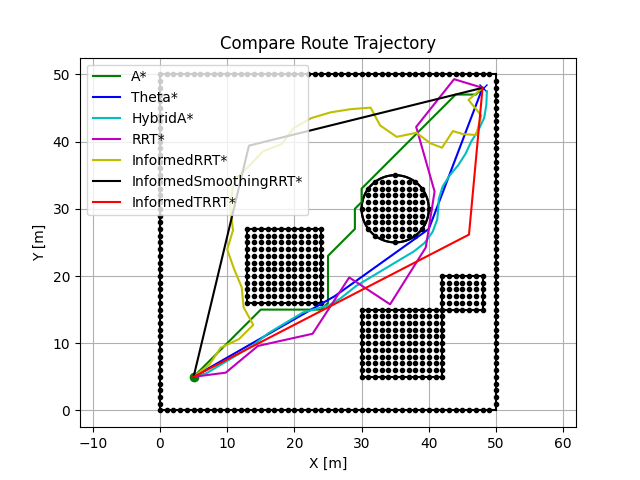 Compare Route Trajectory
A*
Theta*
HybridA*
RRT*
InformedRRT*
InformedSmoothingRRT*
InformedTRRT*
Y [m]
50
40
30
20
10
0
−10 0 10 20 30 40 50 60
X [m]